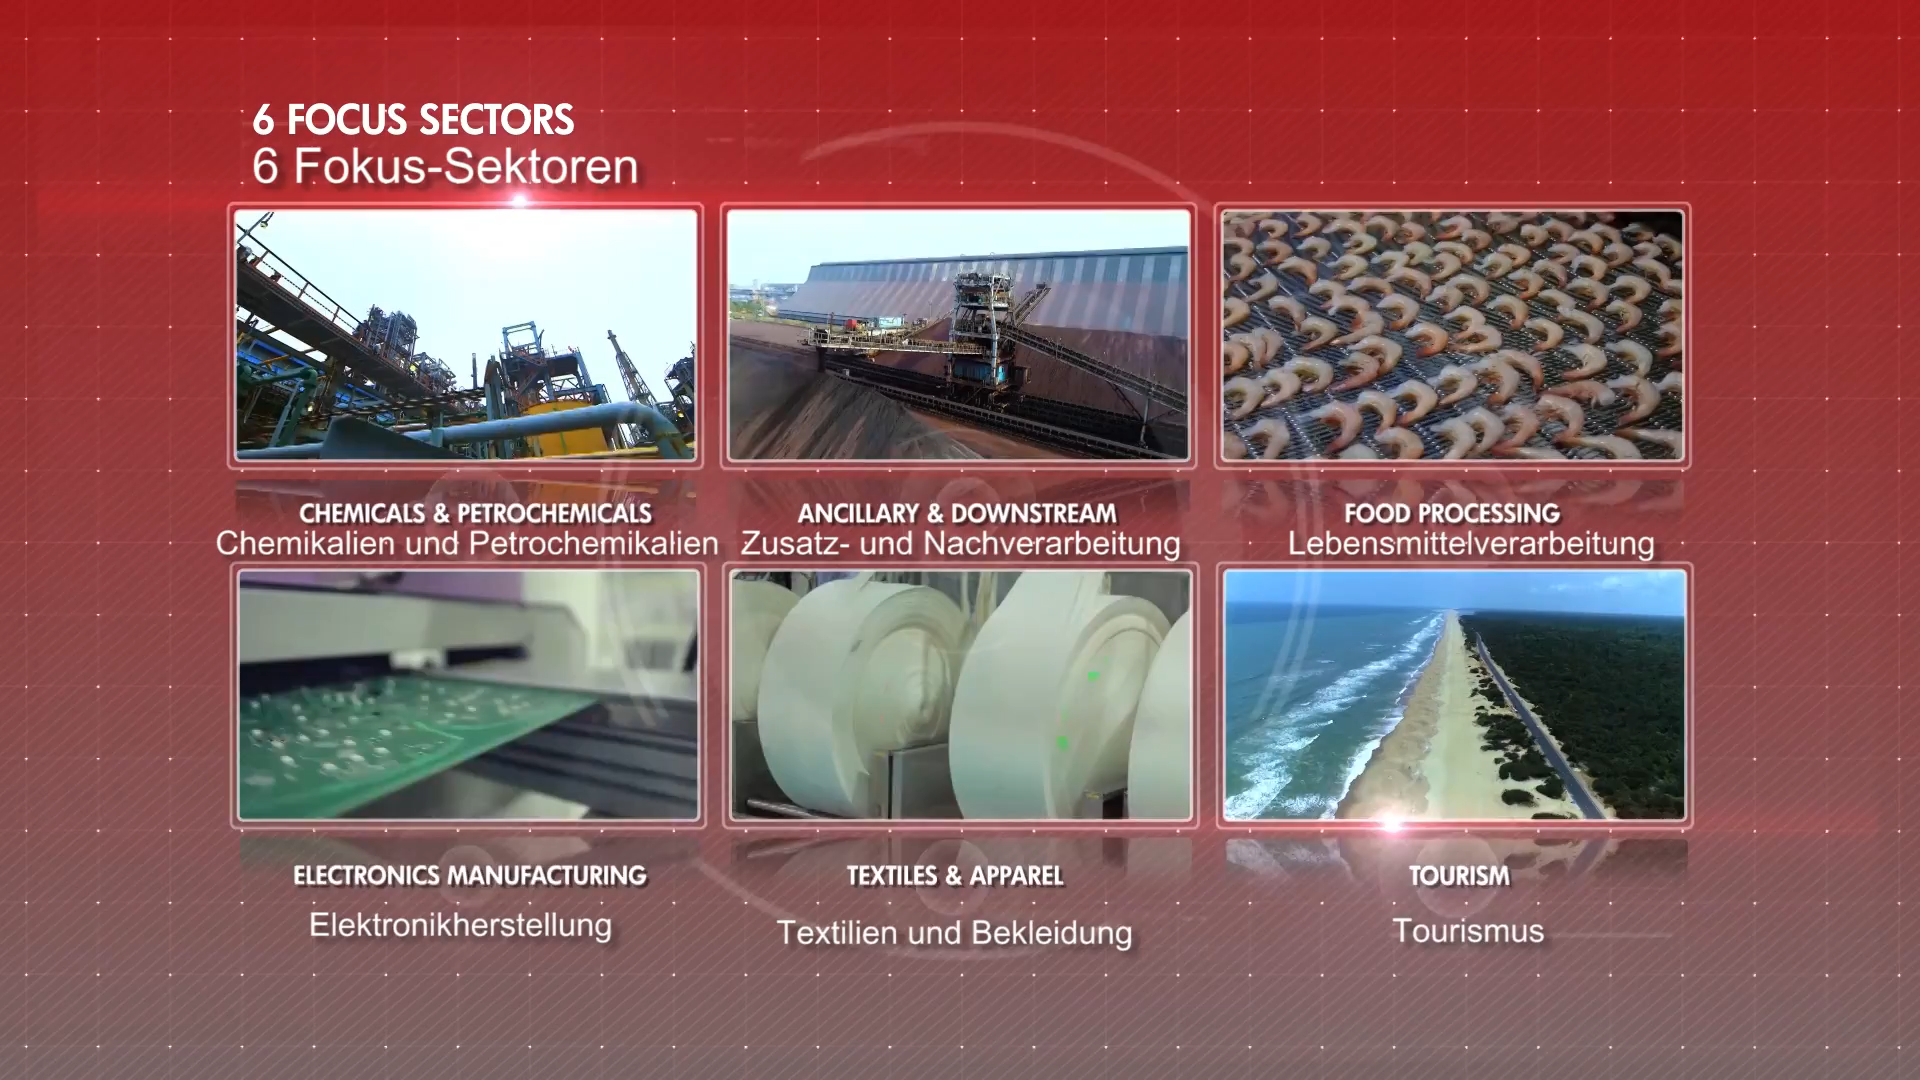 6 FOCUS SECTORS
6 Fokus-Sektoren
CHEMICALS & PETROCHEMICALS
Chemikalien und Petrochemikalien
ANCILLARY & DOWNSTREAM
Zusatz- und Nachverarbeitung
FOOD PROCESSING
Lebensmittelverarbeitung
ELECTRONICS MANUFACTURING
Elektronikherstellung
TEXTILES & APPAREL
Textilien und Bekleidung
TOURISM
Tourismus